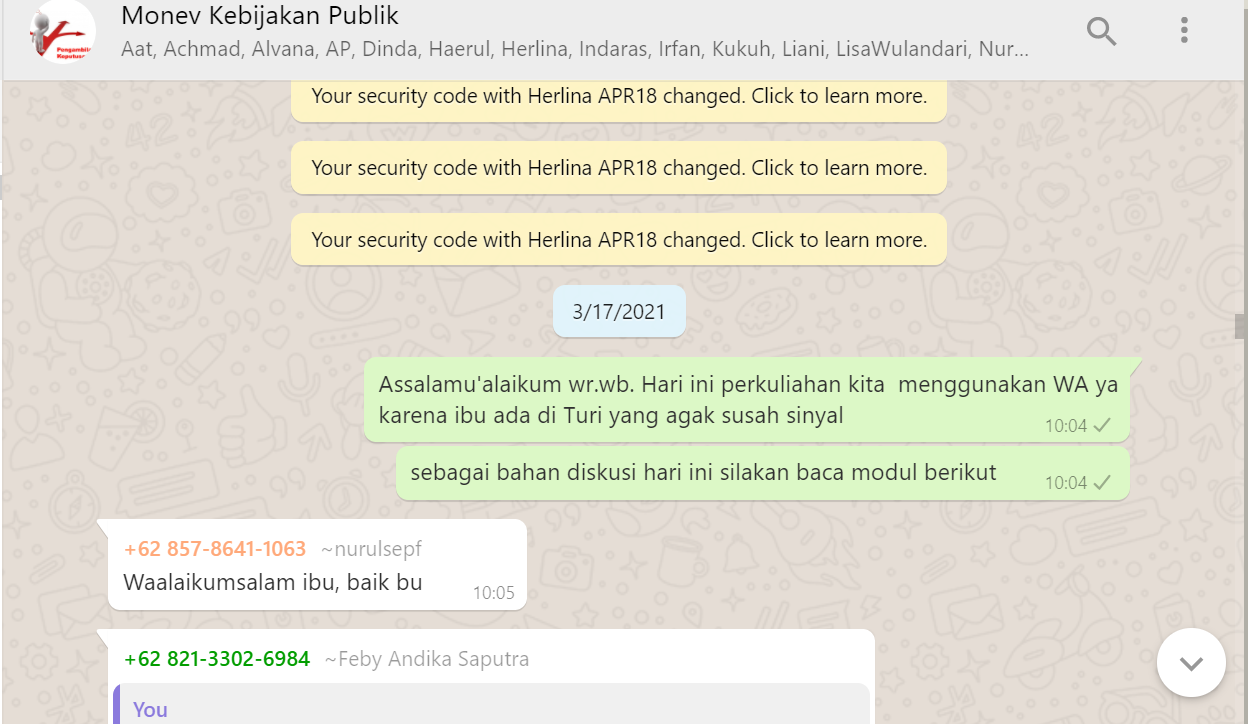 Monev Kebijakan Publik
Pengambiln
Keputusan
Aat, Achmad, Alvana, AP, Dinda, Haerul, Herlina, Indaras, Irfan, Kukuh, Liani, LisaWulandari, Nur...
Your security code with Herlina APR18 changed. Click to learn more.
Your security code with Herlina APR18 changed. Click to learn more.
Your security code with Herlina APR18 changed. Click to learn more.
3/17/2021
Assalamu'alaikum wr.wb. Hari ini perkuliahan kita  menggunakan WA ya
karena ibu ada di Turi yang agak susah sinyal
10:04
sebagai bahan diskusi hari ini silakan baca modul berikut
10:04
+62 857-8641-1063 ~nurulsepf
Waalaikumsalam ibu, baik bu
10:05
+62 821-3302-6984 ~Feby Andika Saputra
You